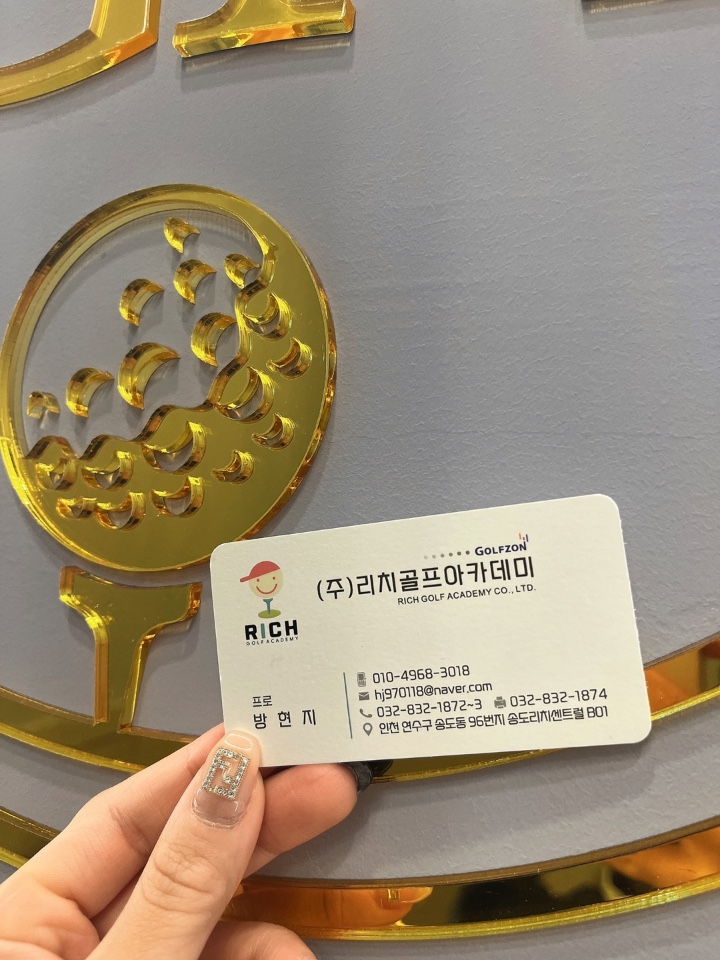 GOLFZON
(주)리치골프아카데미
RICH GOLF ACADEMY CO., LTD.
RICH
GOLF ACADEMY
프로
방 현 지
010-4968-3018
hj970118@naver.com
032-832-1872~3 032-832-1874
인천 연수구 송도동 96번지 송도리치센트럴 B01